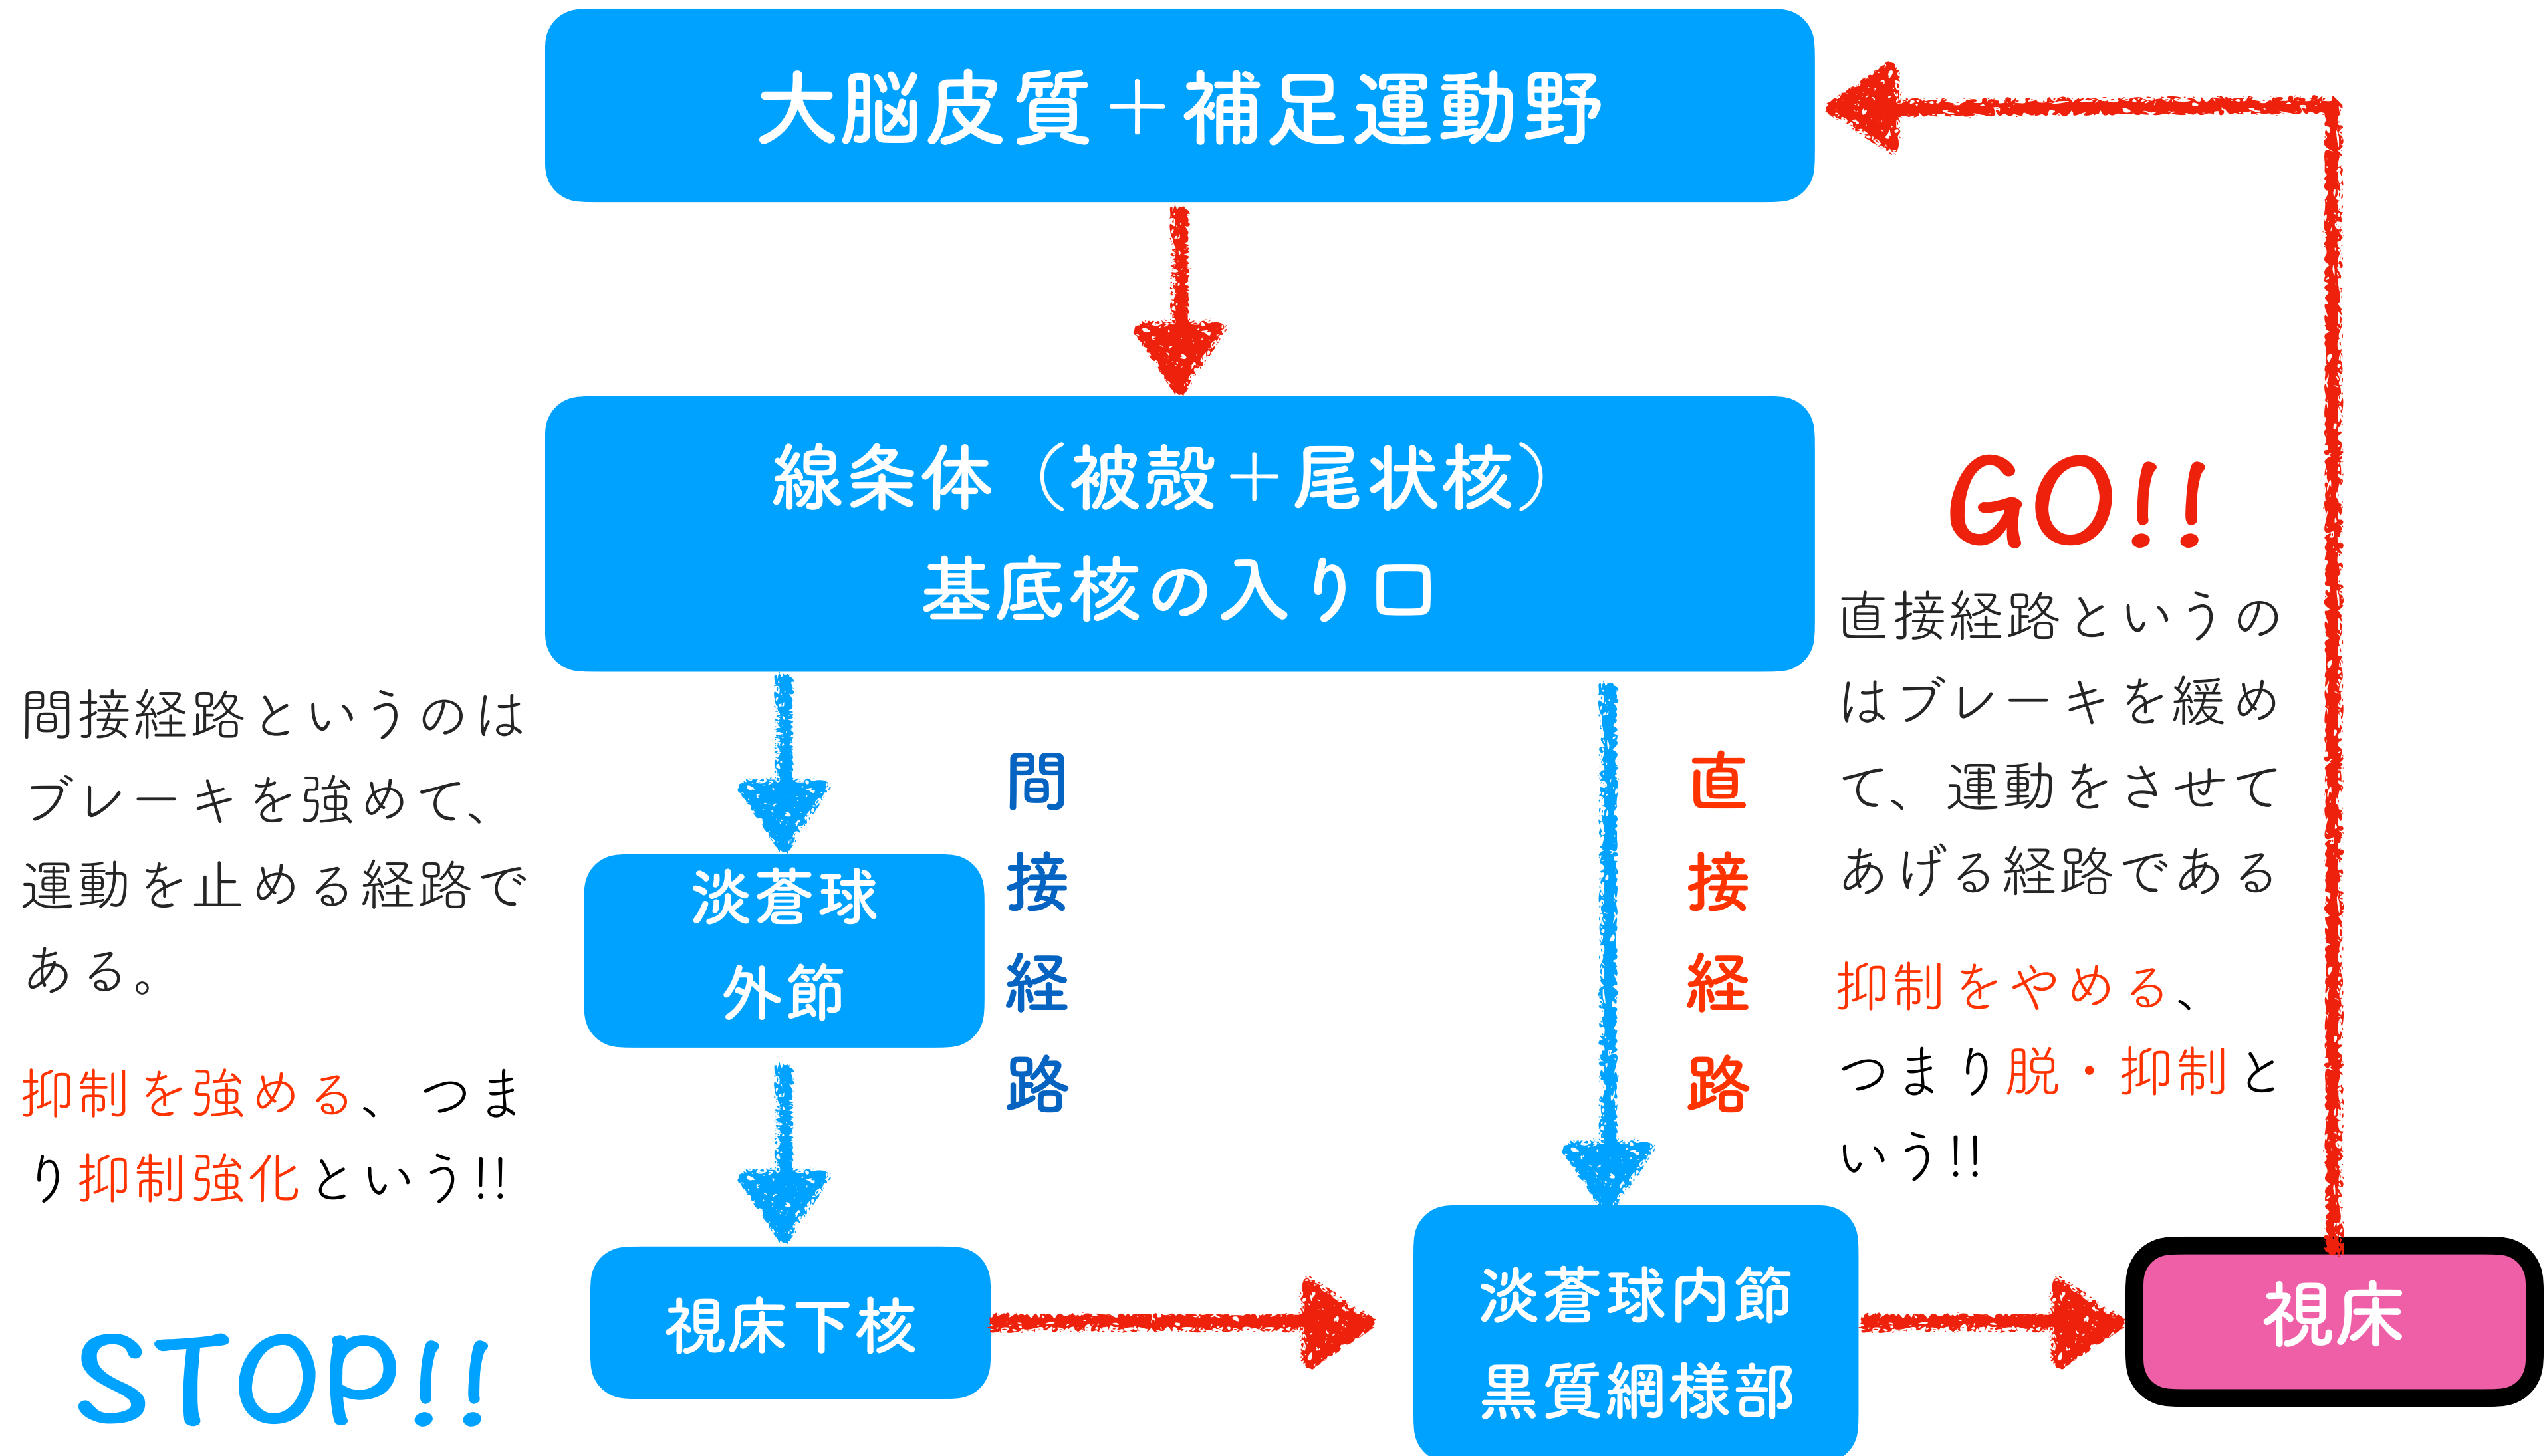 大脳皮質＋補足運動野
線条体（被殻＋尾状核）
基底核の入り口
間接経路というのは
ブレーキを強めて、
運動を止める経路で
ある。
抑制を強める、つま
り抑制強化という!!
STOP!!
淡蒼球
外節
間接経路
視床下核
直接経路
淡蒼球内節
黒質網様部
GO!!
直接経路というの
はブレーキを緩め
て、運動をさせて
あげる経路である
抑制をやめる、
つまり脱・抑制と
いう!!
視床